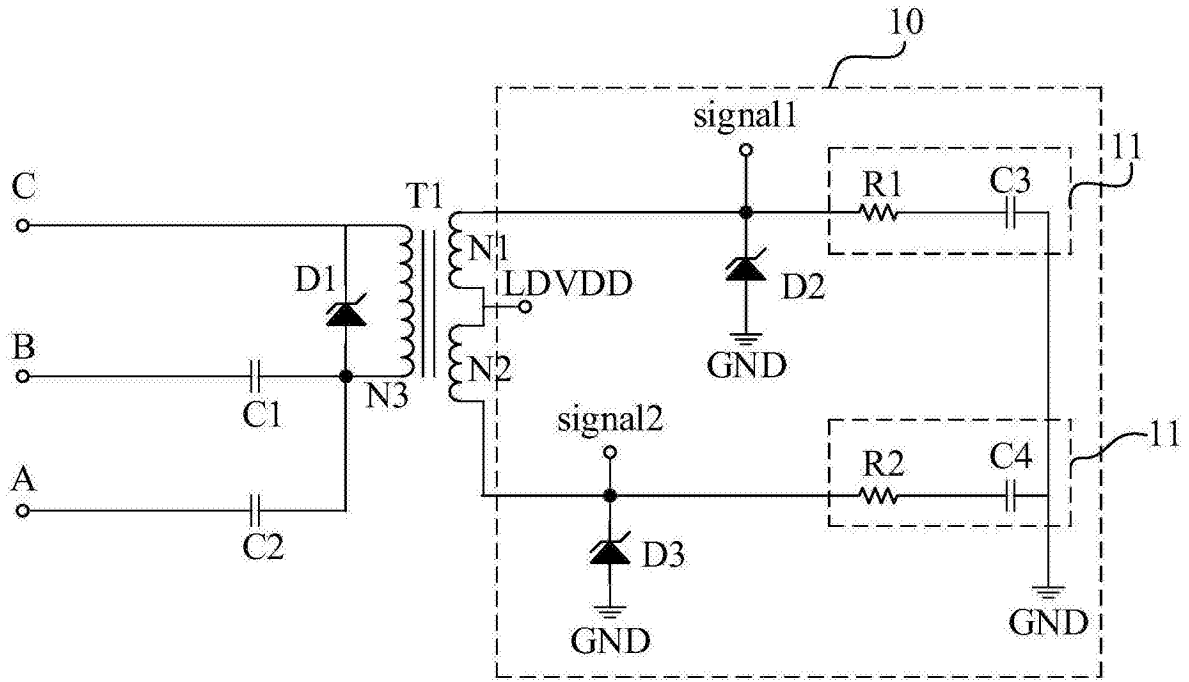 10
signal1
11
C
T1
R1
C3
N1
D1
LDVDD
D2
B
N2
GND
N3
C1
signal2
11
A
R2
C4
C2
D3
GND
GND